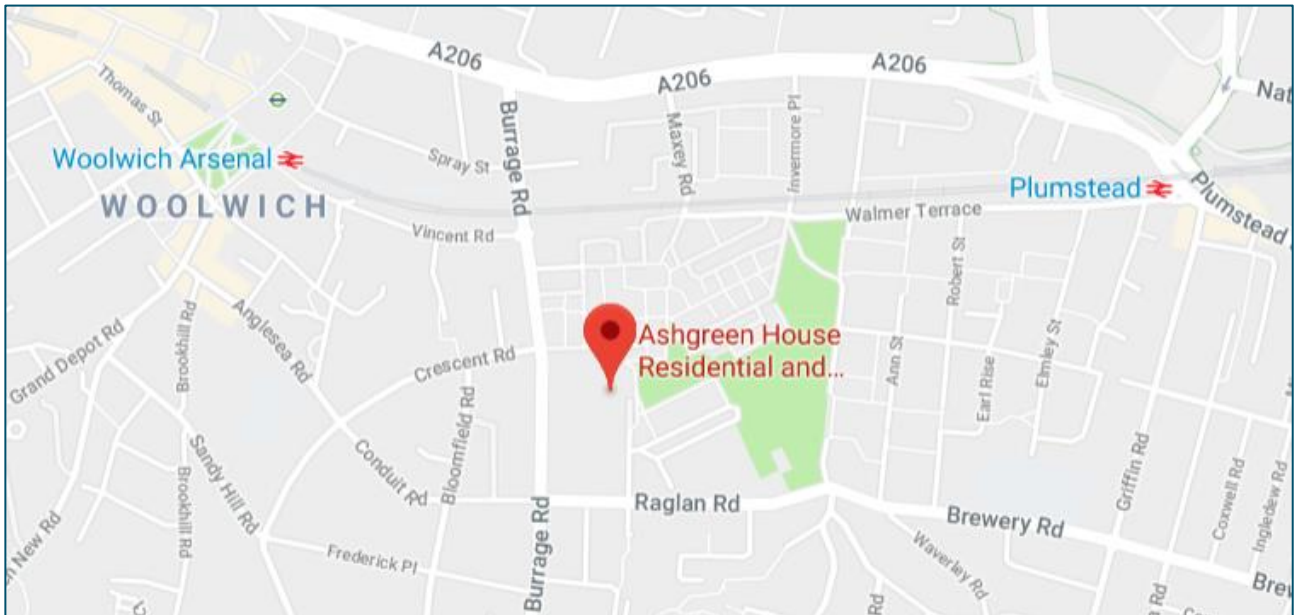 A206
A206
A206
Nat
Thomas St
Burrage Rd
Maxey Rd
Invermore Pl
Woolwich Arsenal
Spray St
Plumstead
Plumstead
WOOLWICH
Vincent Rd
Walmer Terrace
Robert St
Brookhill Rd
Anglesea Rd
Grand Depot Rd
Crescent Rd
Ashgreen House
Residential and...
Ann St
Earl Rise
Elmley St
Bloomfield Rd
Conduit Rd
Sandy Hill Rd
Brookhill Rd
Raglan Rd
Brewery Rd
Griffin Rd
Coxwell Rd
Ingledew Rd
New Rd
Frederick Pl
Burrage Rd
Waverley Rd
Brew
Rd
Rd